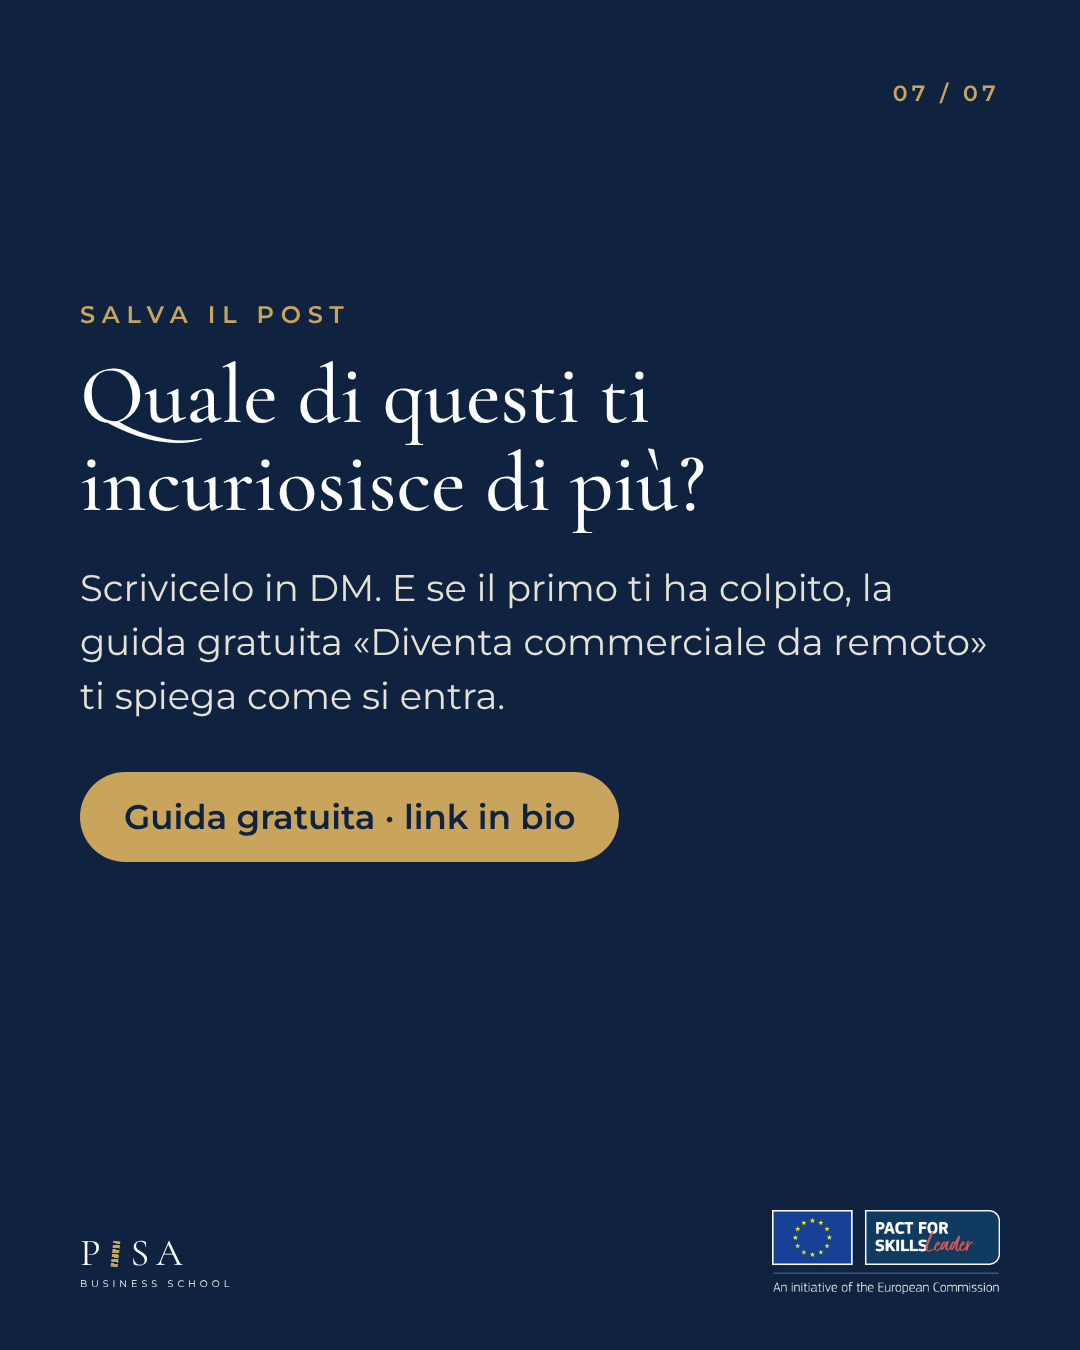 07 / 07
SALVA IL POST
Quale di questi ti
incuriosisce di più?
Scrivicelo in DM. E se il primo ti ha colpito, la
guida gratuita «Diventa commerciale da remoto»
ti spiega come si entra.
Guida gratuita · link in bio
PISA
BUSINESS SCHOOL
PACT FOR
SKILLS Leader
An initiative of the European Commission